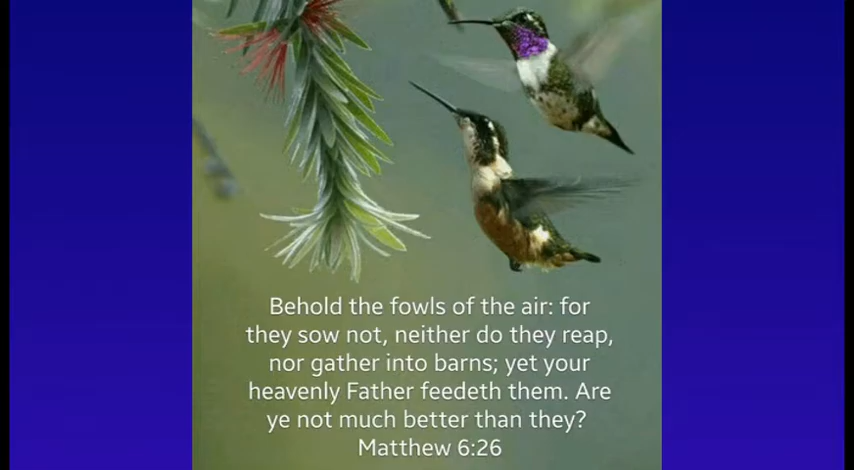 Behold the fowls of the air: for
they sow not, neither do they reap,
nor gather into barns; yet your
heavenly Father feedeth them. Are
ye not much better than they?
Matthew 6:26